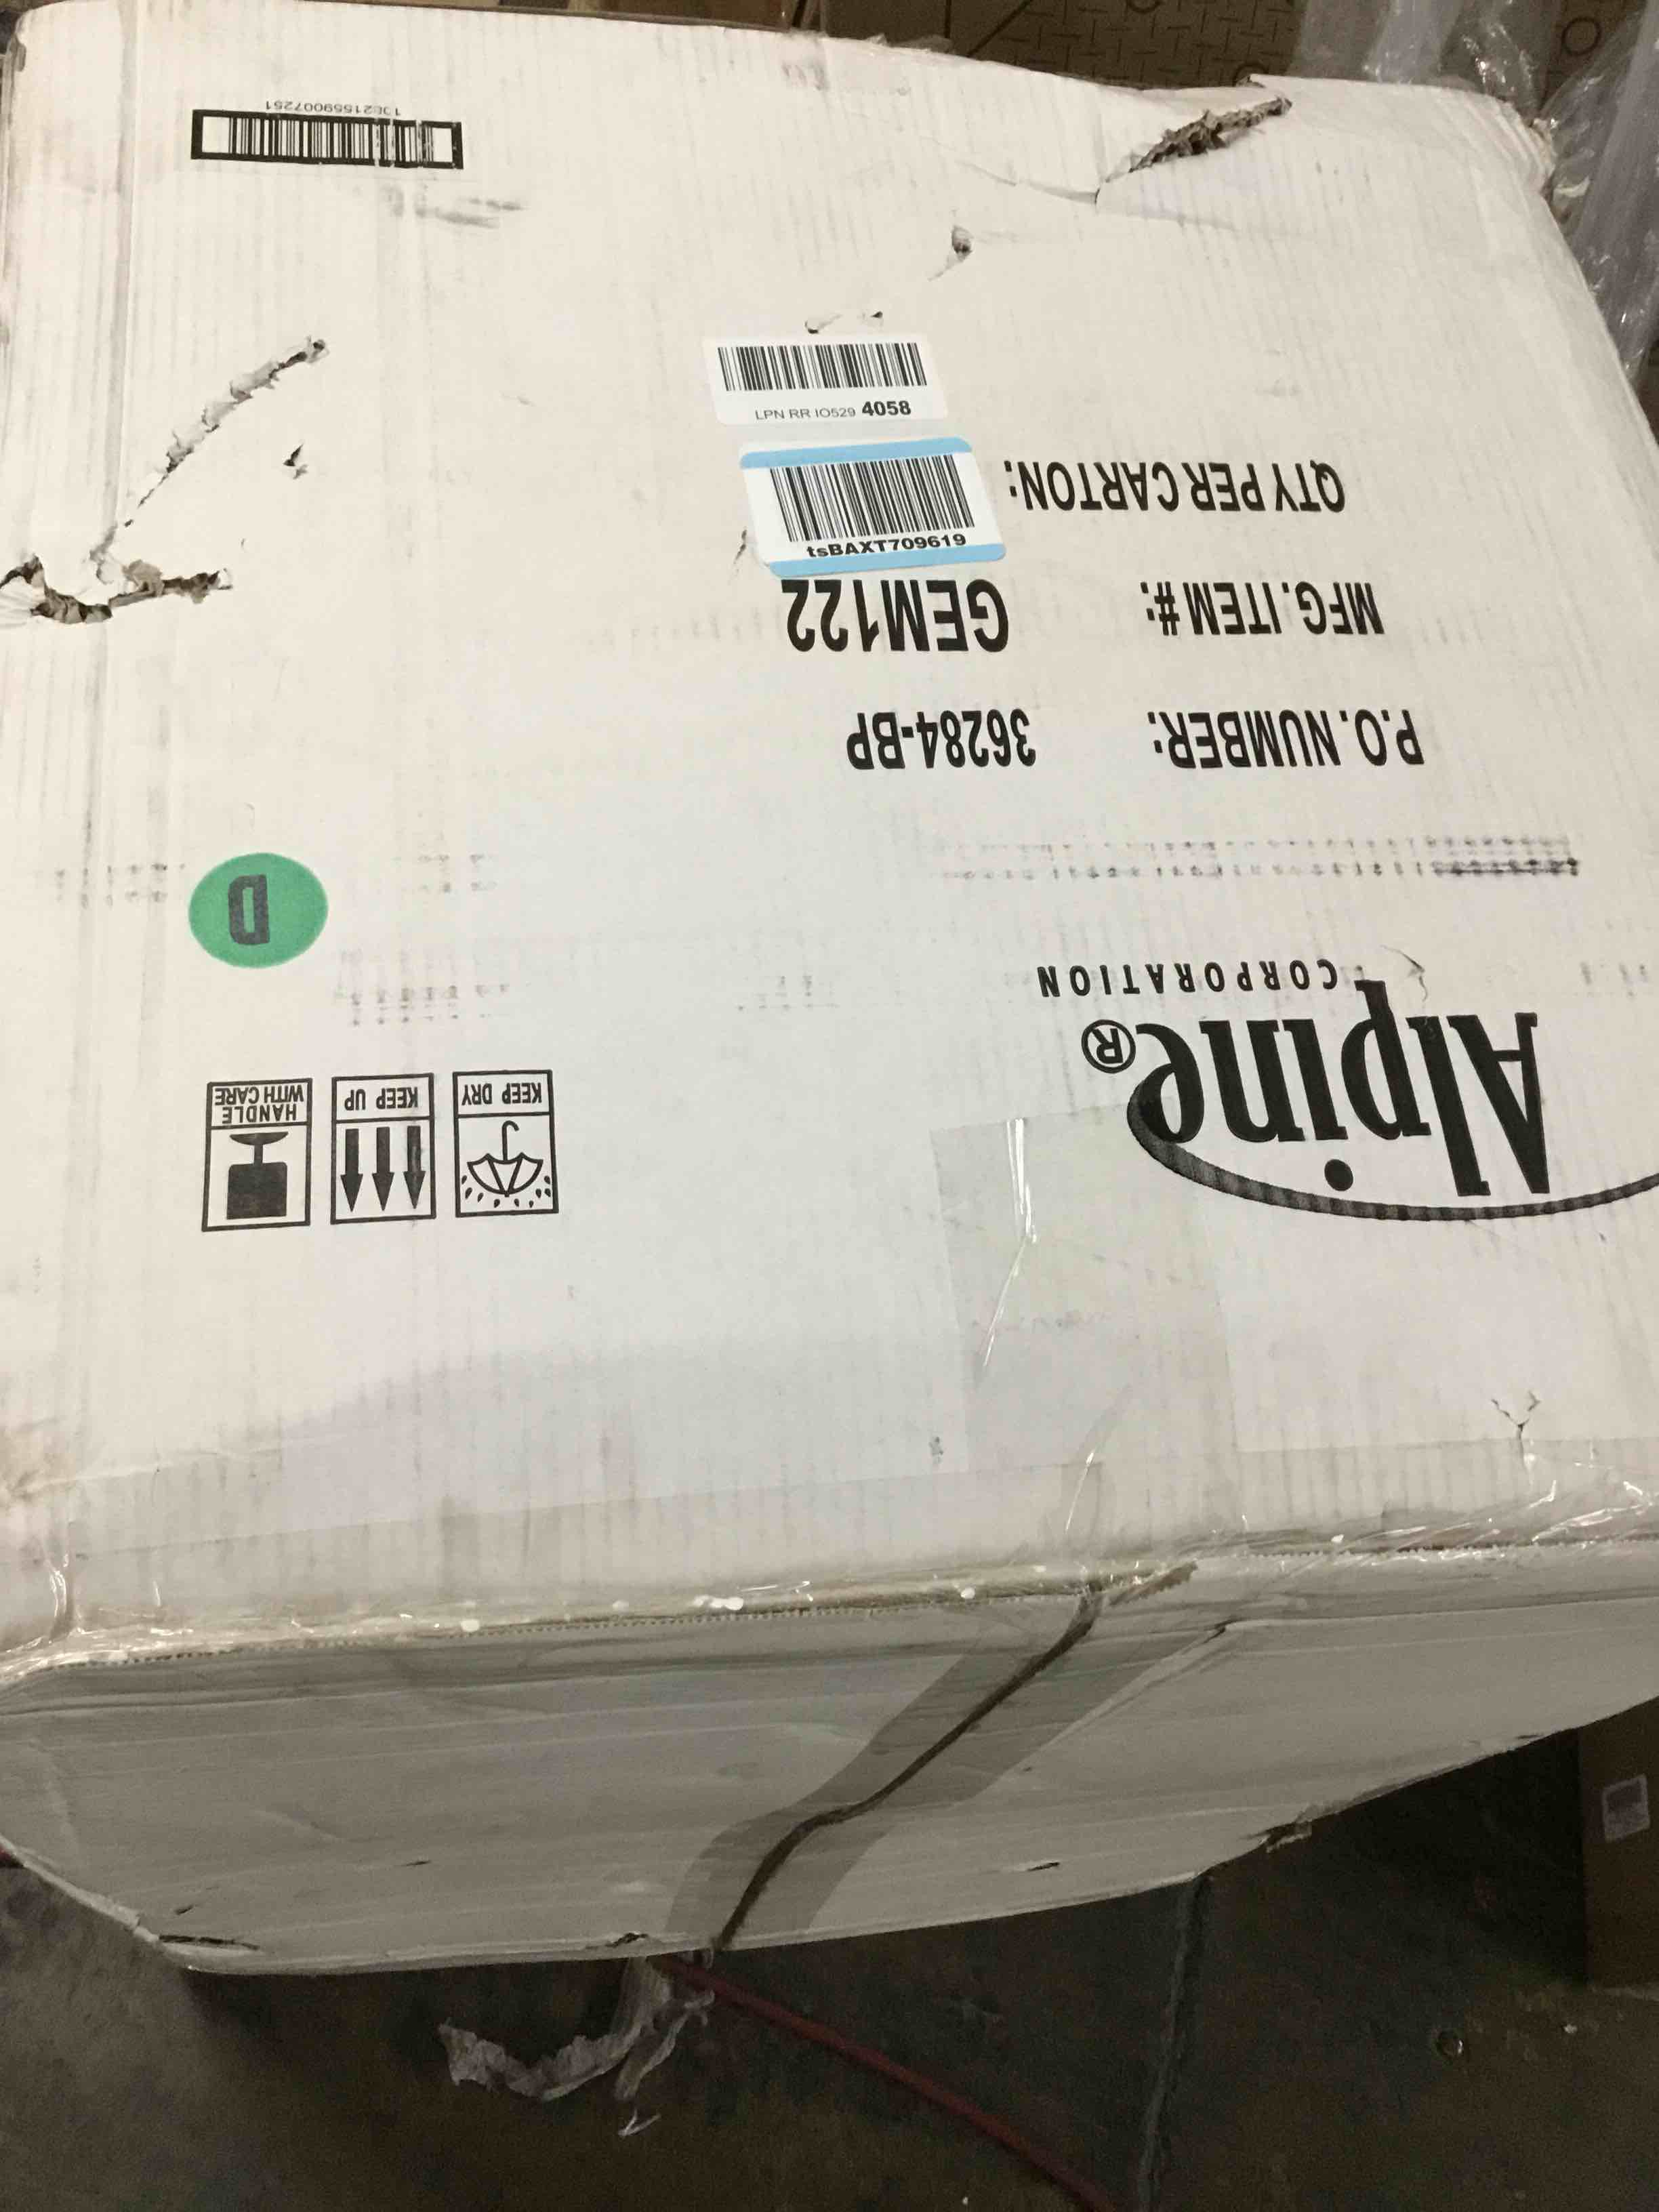 Alpine®
CORPORATION
P.O. NUMBER: 36284-BP
MFG. ITEM #: GEM122
QTY PER CARTON:
KEEP DRY
KEEP UP
HANDLE
WITH CARE
D
tsBAXT709619
LPN RR IO529 4058